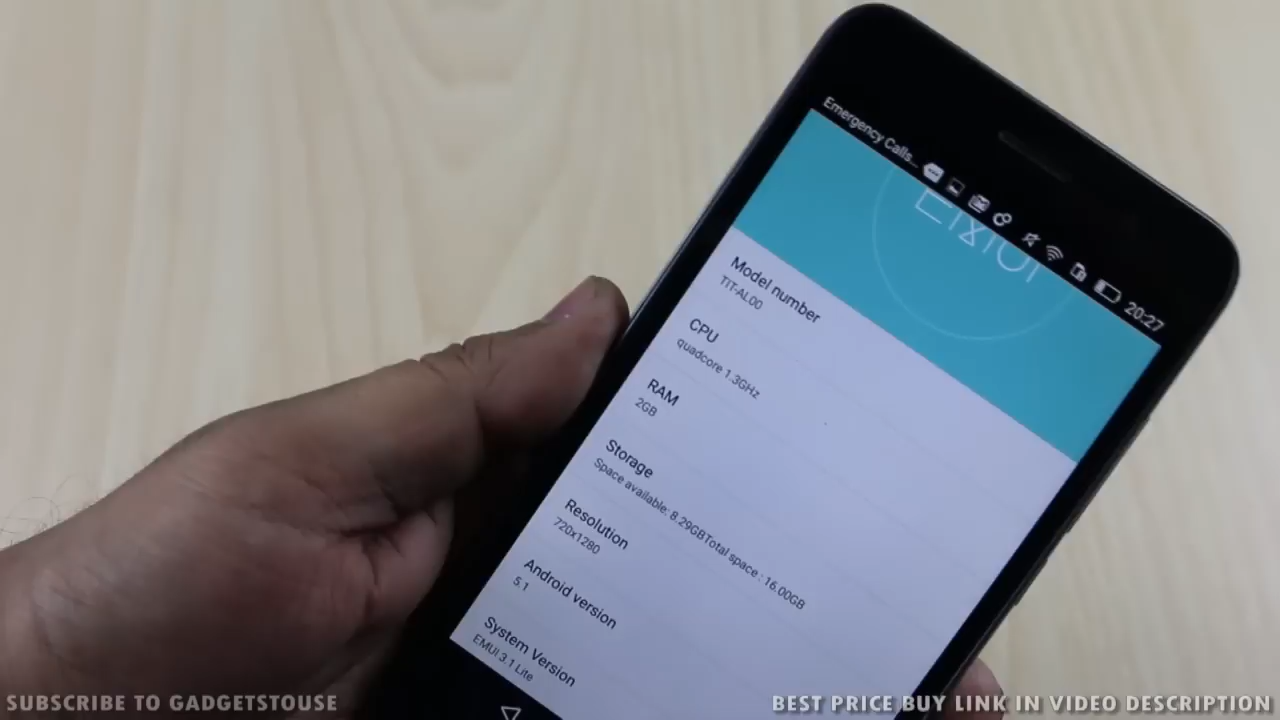 Emergency Calls... 20:27
EMUI
Model number
TIT-AL00
CPU
quadcore 1.3GHz
RAM
2GB
Storage
Space available: 8.29GBTotal space : 16.00GB
Resolution
720x1280
Android version
5.1
System Version
EMUI 3.1 Lite
SUBSCRIBE TO GADGETSTOUSE
BEST PRICE BUY LINK IN VIDEO DESCRIPTION